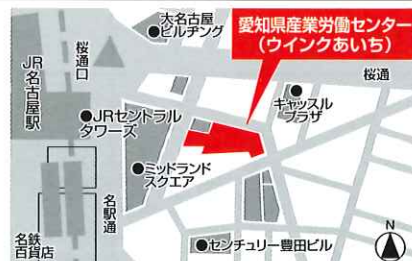 大名古屋
ビルヂング
愛知県産業労働センター
(ウインクあいち)
桜通口
JR名古屋駅
桜通
キャッスル
プラザ
JRセントラル
タワーズ
ミッドランド
スクエア
名駅通
名鉄
百貨店
センチュリー豊田ビル
N